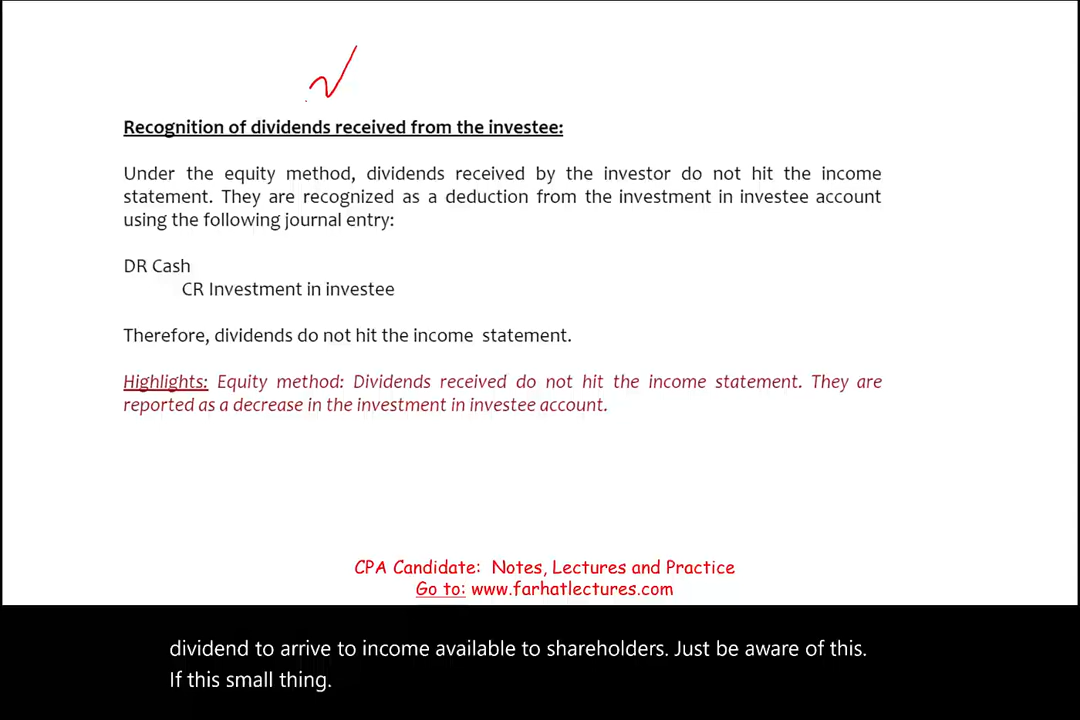 Recognition of dividends received from the investee:
Under the equity method, dividends received by the investor do not hit the income
statement. They are recognized as a deduction from the investment in investee account
using the following journal entry:
DR Cash
CR Investment in investee
Therefore, dividends do not hit the income statement.
Highlights: Equity method: Dividends received do not hit the income statement. They are
reported as a decrease in the investment in investee account.
CPA Candidate: Notes, Lectures and Practice
Go to: www.farhatlectures.com
dividend to arrive to income available to shareholders. Just be aware of this.
If this small thing.